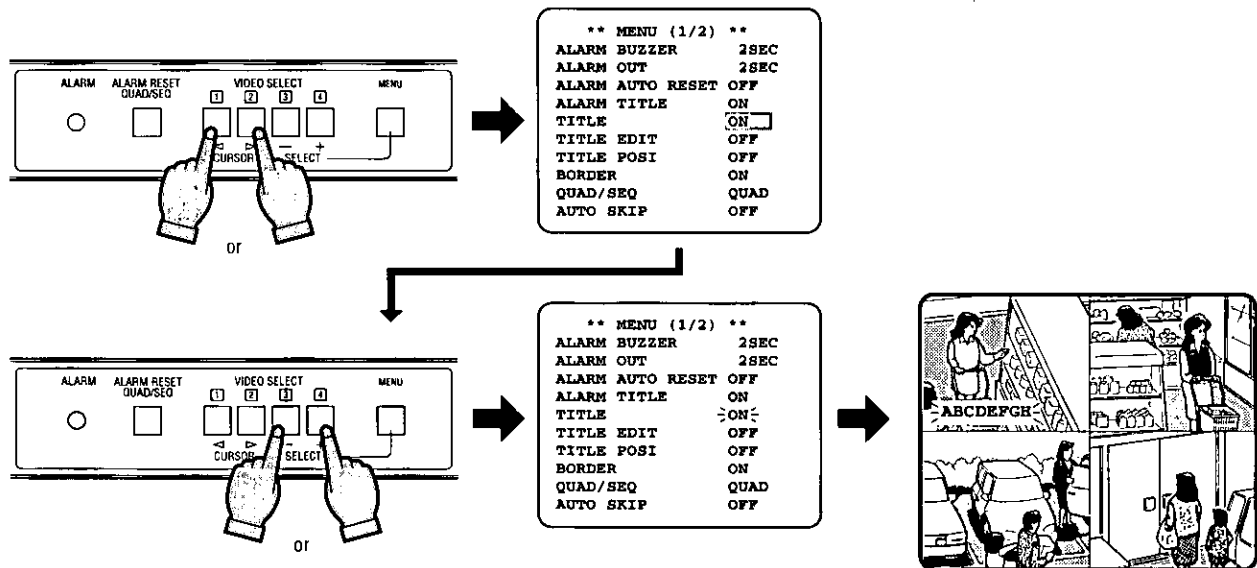 ALARM ALARM RESET QUAD/SEQ VIDEO SELECT MENU
1 2 3 4
CURSOR − + SELECT
or
** MENU (1/2) **
ALARM BUZZER 2SEC
ALARM OUT 2SEC
ALARM AUTO RESET OFF
ALARM TITLE ON
TITLE ON
TITLE EDIT OFF
TITLE POSI OFF
BORDER ON
QUAD/SEQ QUAD
AUTO SKIP OFF
ALARM ALARM RESET QUAD/SEQ VIDEO SELECT MENU
1 2 3 4
CURSOR − + SELECT
or
** MENU (1/2) **
ALARM BUZZER 2SEC
ALARM OUT 2SEC
ALARM AUTO RESET OFF
ALARM TITLE ON
TITLE ON
TITLE EDIT OFF
TITLE POSI OFF
BORDER ON
QUAD/SEQ QUAD
AUTO SKIP OFF
ABCDEFGH